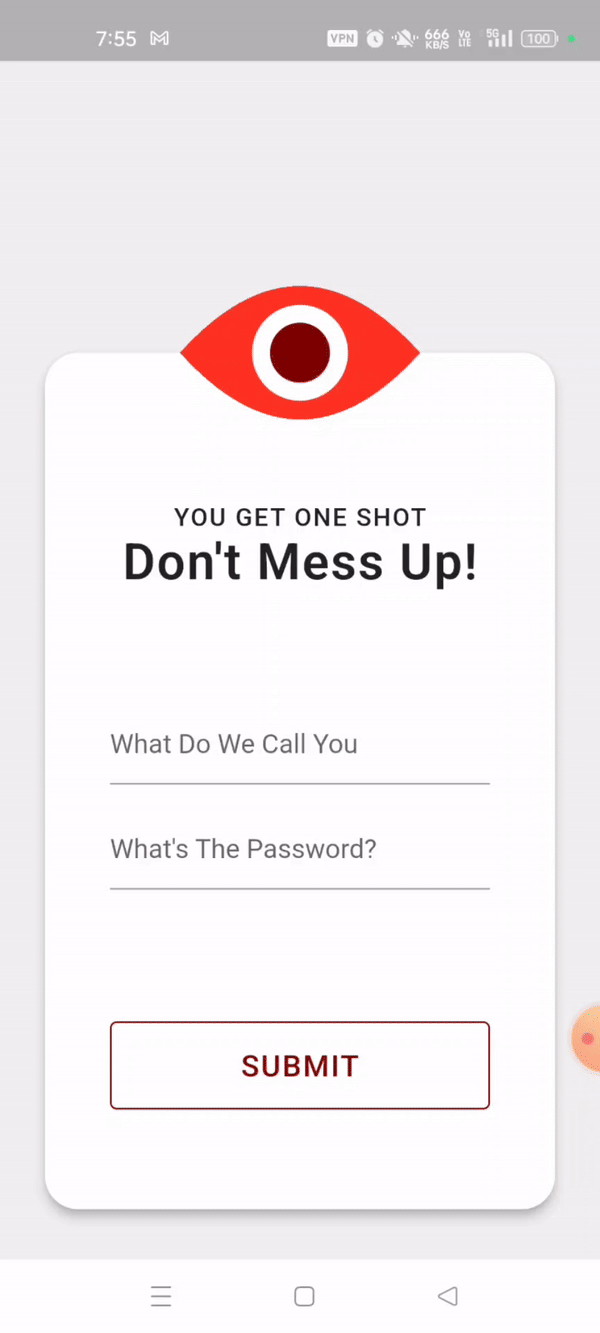 7:55 VPN 666 KB/S Vo LTE 5G 100
YOU GET ONE SHOT
Don't Mess Up!
What Do We Call You
What's The Password?
SUBMIT